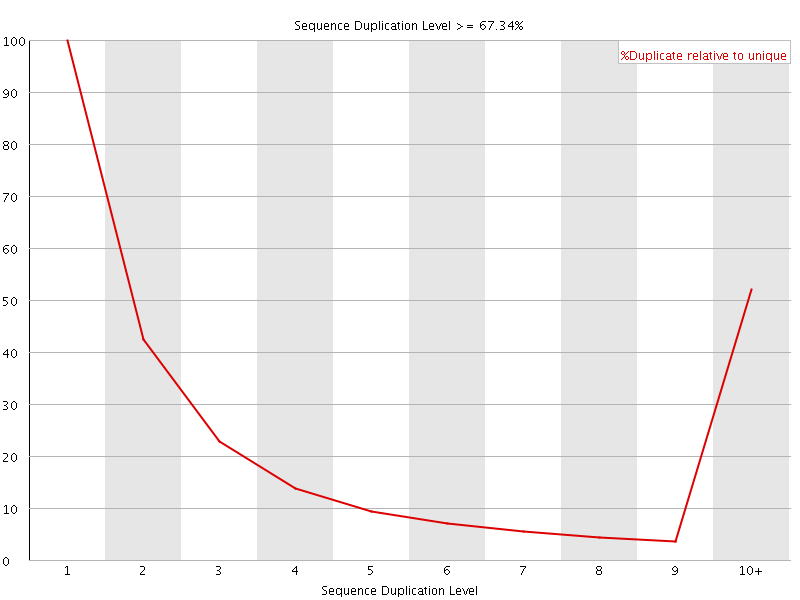 Sequence Duplication Level >= 67.34%
%Duplicate relative to unique
100
90
80
70
60
50
40
30
20
10
0
1 2 3 4 5 6 7 8 9 10+
Sequence Duplication Level